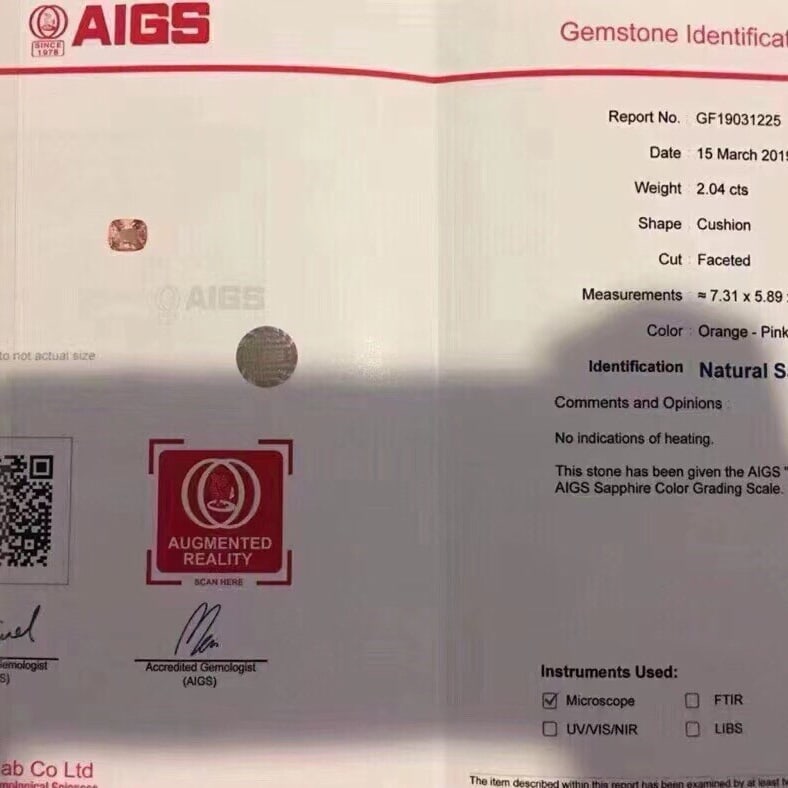 AIGS
SINCE
1978
Gemstone Identificat
Report No. : GF19031225
Date : 15 March 2019
Weight : 2.04 cts
Shape : Cushion
Cut : Faceted
Measurements : ≈ 7.31 x 5.89 x
Color : Orange - Pink
Identification Natural S
Comments and Opinions :
No indications of heating.
This stone has been given the AIGS "
AIGS Sapphire Color Grading Scale.
AIGS
to not actual size
AUGMENTED
REALITY
SCAN HERE
emologist
S)
Accredited Gemologist
(AIGS)
Instruments Used:
Microscope FTIR
UV/VIS/NIR LIBS
ab Co Ltd
The item described within this report has been examined by at least